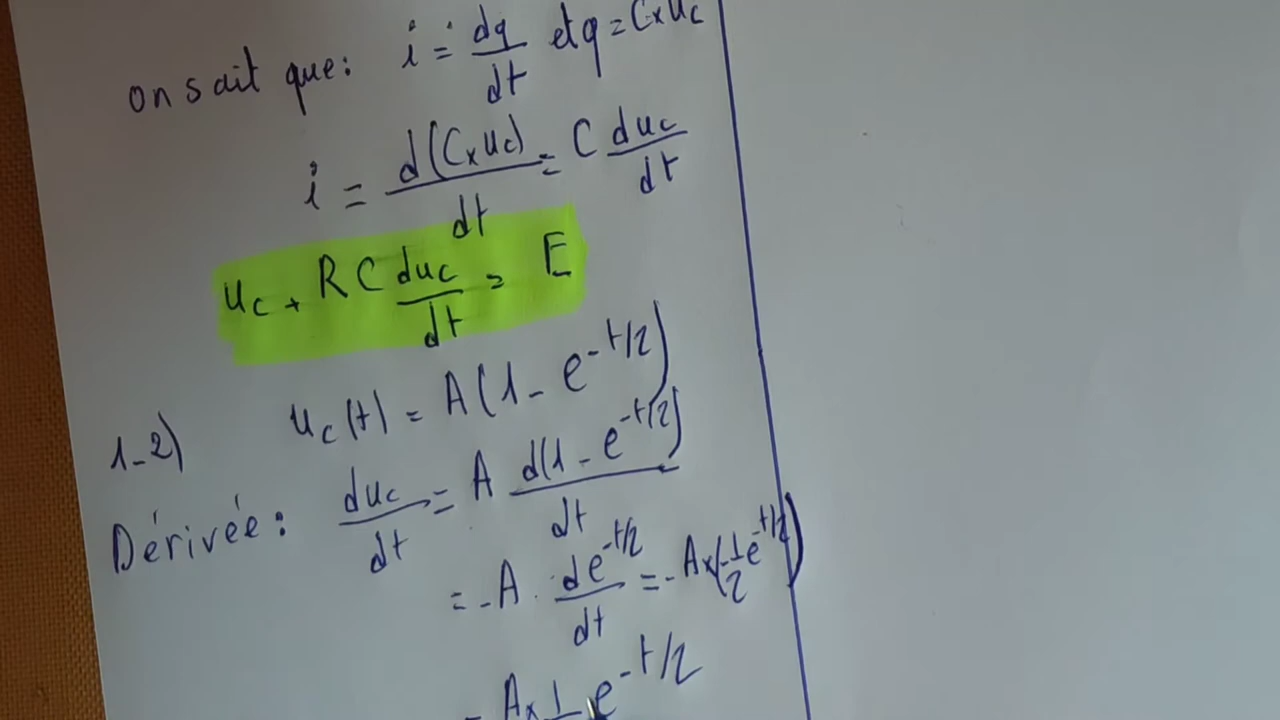 on sait que: i = dq/dt et q = C×uc
i = d(C×uc)/dt = C duc/dt
uc + RC duc/dt = E
1-2) uc(t) = A(1 - e^-t/τ)
Dérivée: duc/dt = A d(1 - e^-t/τ)/dt
= -A · de^-t/τ/dt = -A×(-1/τ e^-t/τ)
= A×1 e^-t/τ